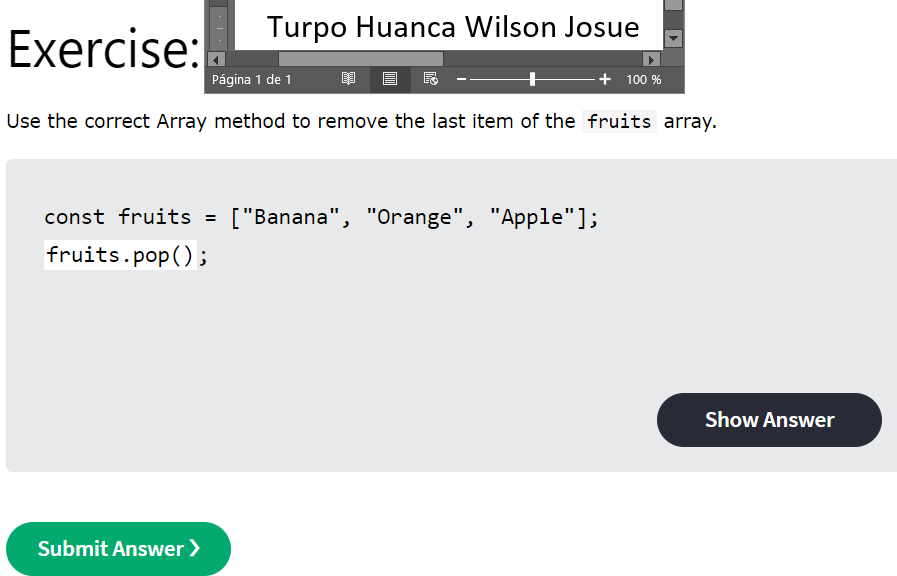 Turpo Huanca Wilson Josue
Exercise:
Página 1 de 1 100 %
Use the correct Array method to remove the last item of the fruits array.
const fruits = ["Banana", "Orange", "Apple"];
fruits.pop();
Show Answer
Submit Answer ❯